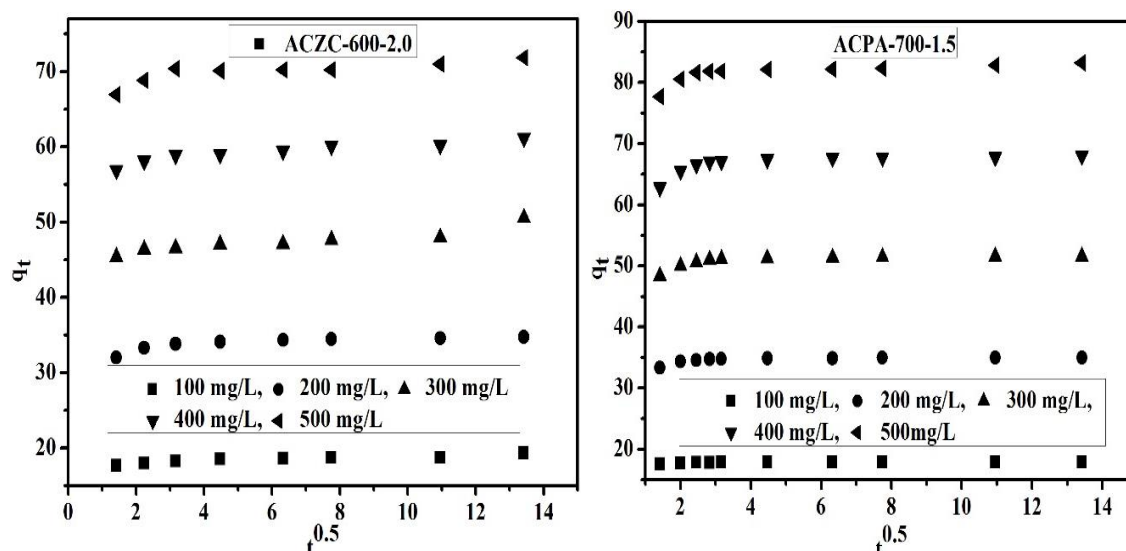 ACZC-600-2.0
70
60
50
40
30
20
qt
100 mg/L, 200 mg/L, 300 mg/L
400 mg/L, 500 mg/L
0 2 4 6 8 10 12 14
t^0.5
ACPA-700-1.5
90
80
70
60
50
40
30
20
qt
100 mg/L, 200 mg/L, 300 mg/L,
400 mg/L, 500mg/L
2 4 6 8 10 12 14
t^0.5